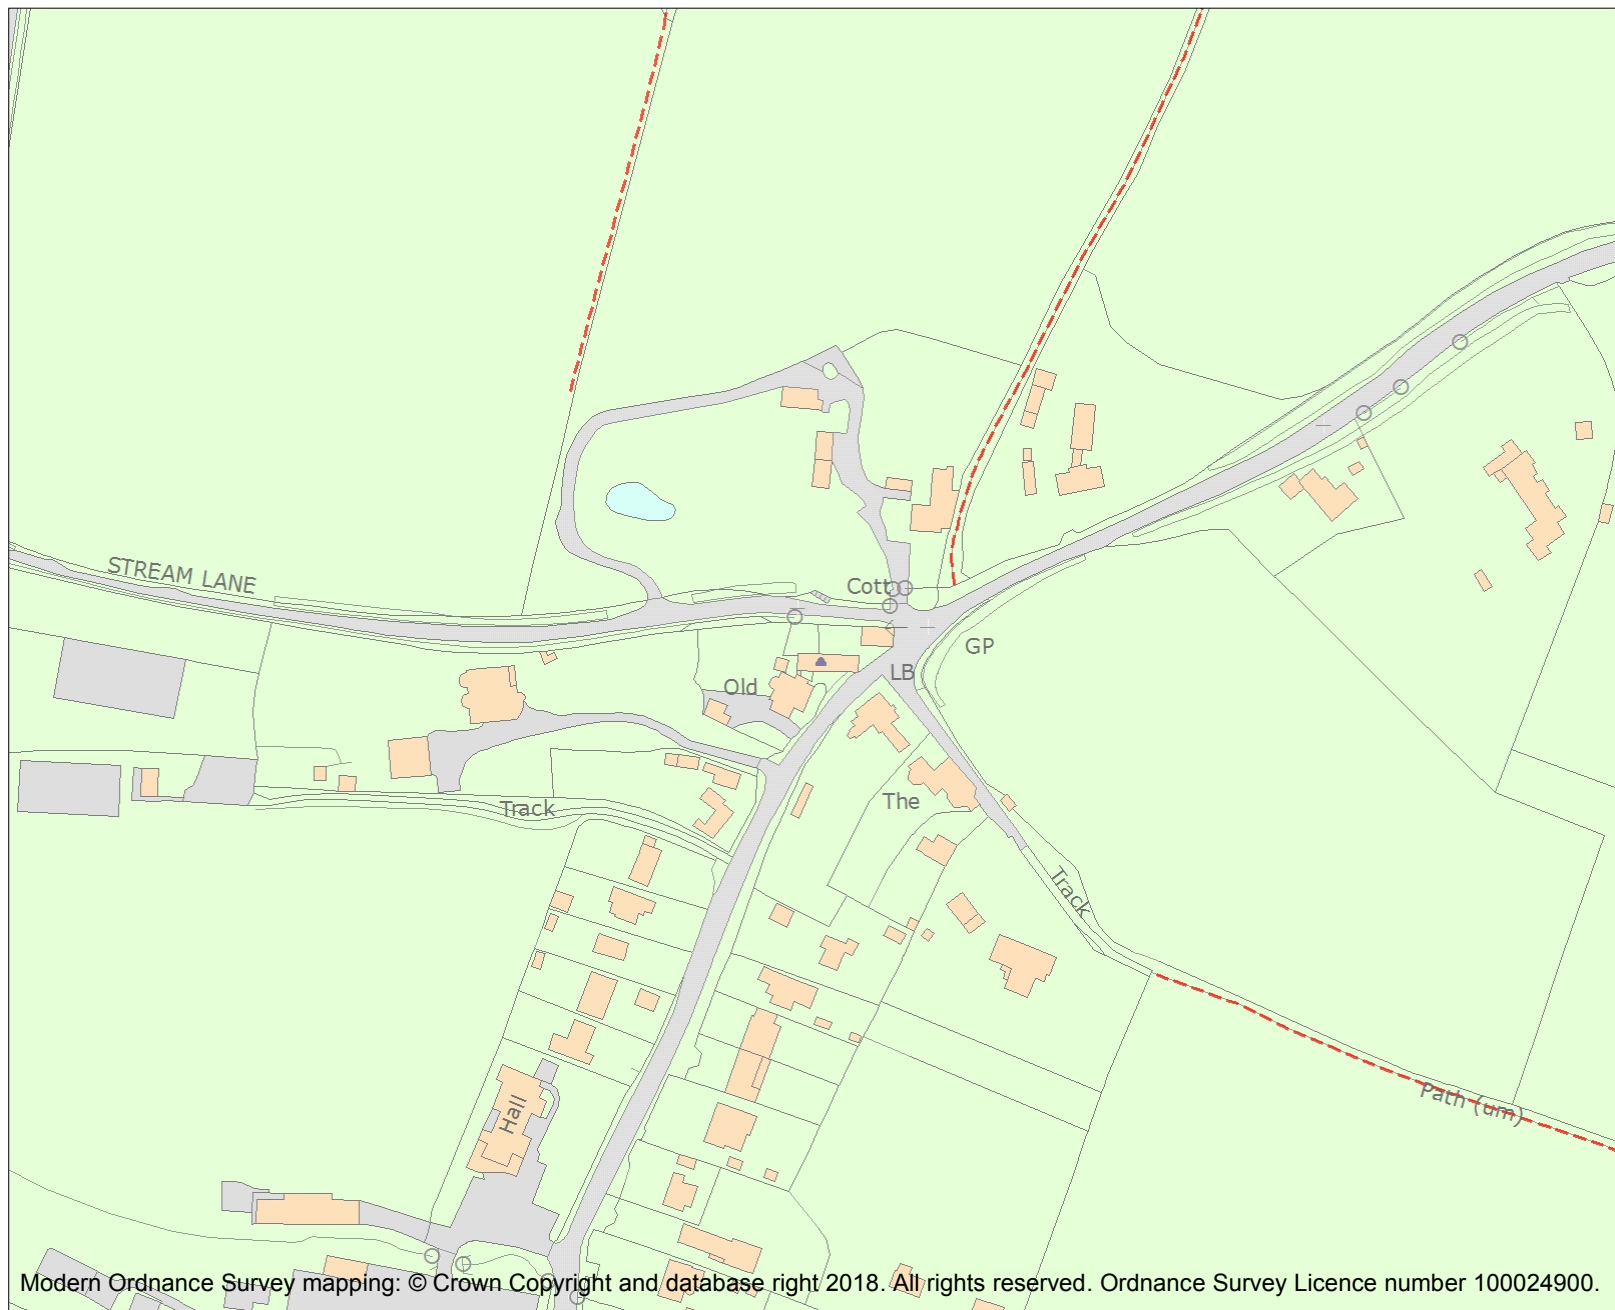 STREAM LANE
Cott
GP
LB
Old
The
Track
Track
Path (um)
Hall
Modern Ordnance Survey mapping: © Crown Copyright and database right 2018. All rights reserved. Ordnance Survey Licence number 100024900.